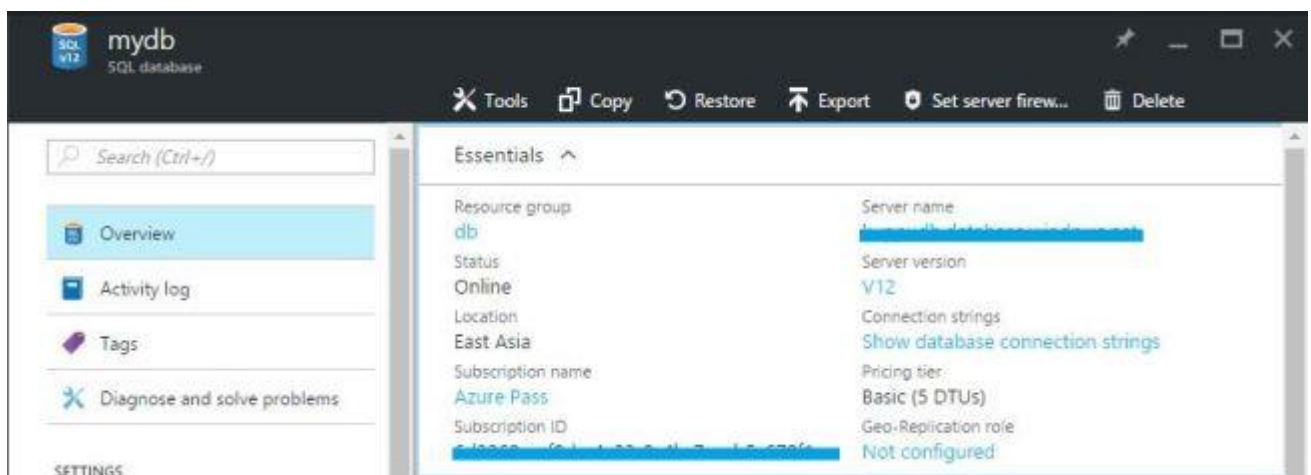 SQL v12
mydb
SQL database
Tools Copy Restore Export Set server firew... Delete
Search (Ctrl+/)
Overview
Activity log
Tags
Diagnose and solve problems
SETTINGS
Essentials
Resource group
db
Status
Online
Location
East Asia
Subscription name
Azure Pass
Subscription ID
Server name
Server version
V12
Connection strings
Show database connection strings
Pricing tier
Basic (5 DTUs)
Geo-Replication role
Not configured